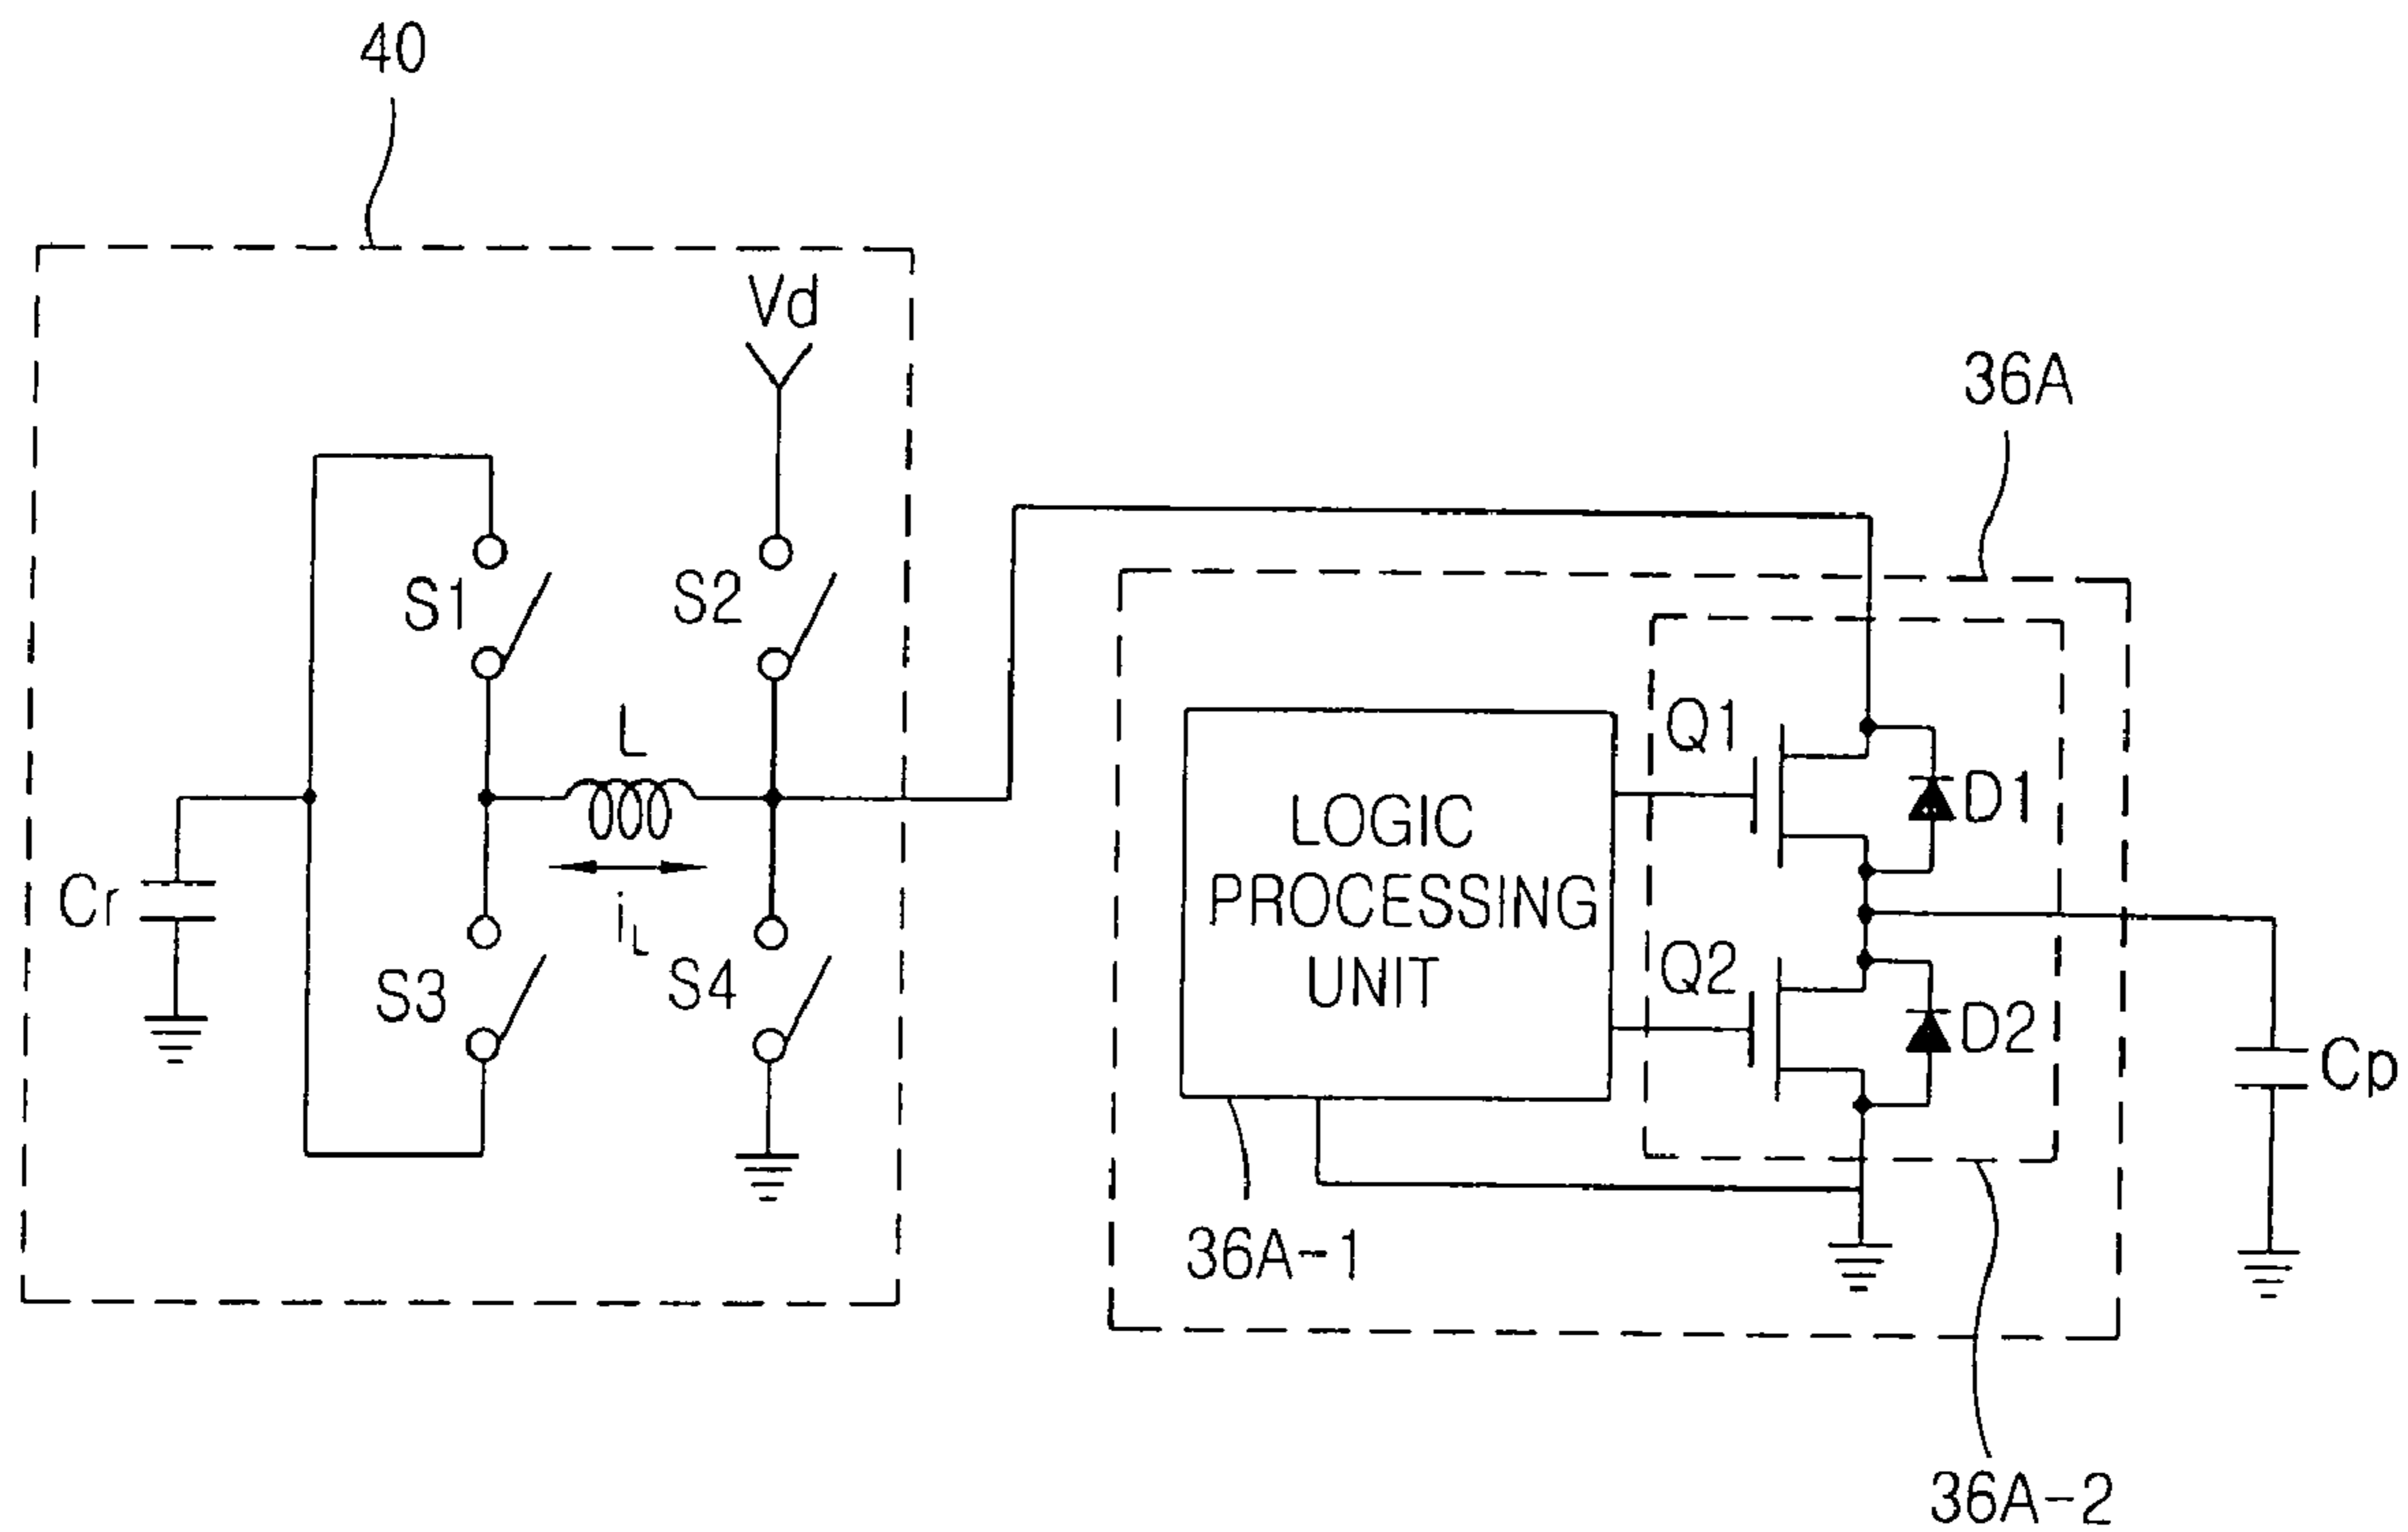 40
Vd
36A
S1
S2
Q1
L
D1
LOGIC
PROCESSING
UNIT
Cr
iL
S3
S4
Q2
D2
Cp
36A-1
36A-2